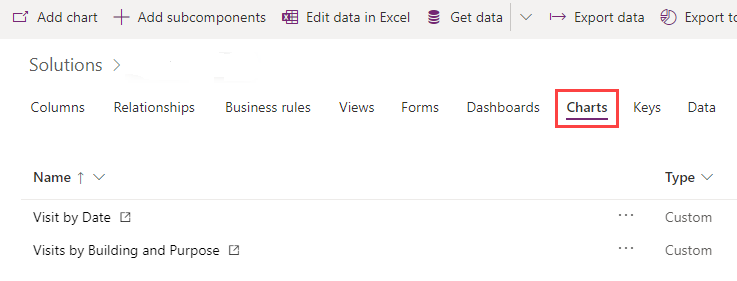 Add chart Add subcomponents Edit data in Excel Get data Export data Export to
Solutions
Columns Relationships Business rules Views Forms Dashboards Charts Keys Data
Name Type
Visit by Date ... Custom
Visits by Building and Purpose ... Custom